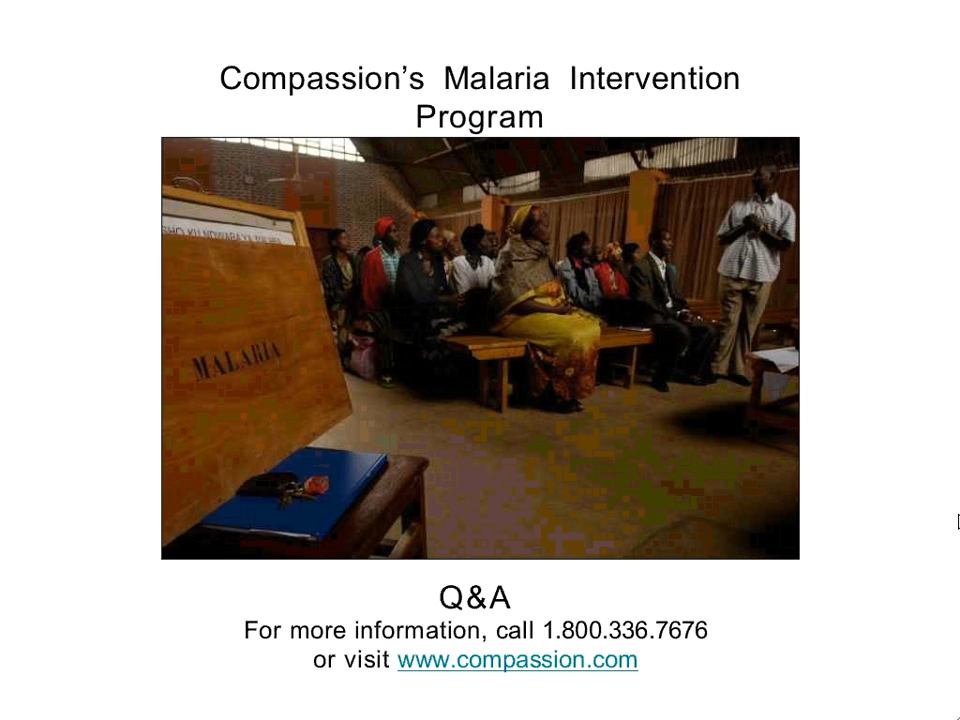 Compassion’s Malaria Intervention
Program
MALARIA
Q&A
For more information, call 1.800.336.7676
or visit www.compassion.com